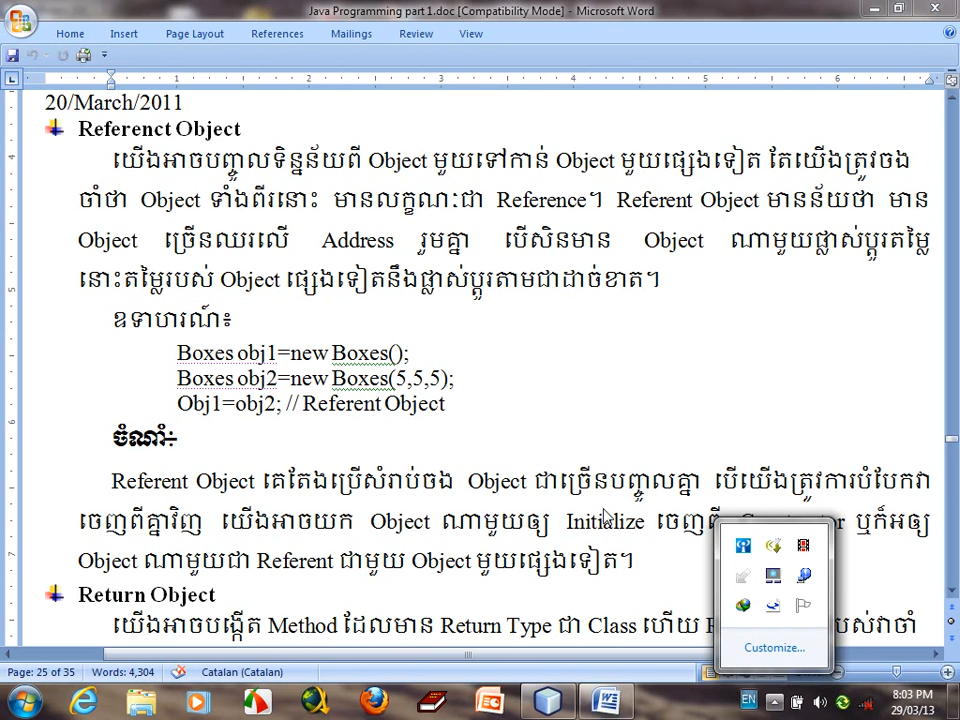 Java Programming part 1.doc [Compatibility Mode] - Microsoft Word
Home Insert Page Layout References Mailings Review View
1 2 3 4 5 6
20/March/2011
Referenct Object
យើងអាចបញ្ចូលទិន្នន័យពី Object មួយទៅកាន់ Object មួយផ្សេងទៀត តែយើងត្រូវចង
ចាំថា Object ទាំងពីរនោះ មានលក្ខណៈជា Reference។ Referent Object មានន័យថា មាន
Object ច្រើនឈរលើ Address រួមគ្នា បើសិនមាន Object ណាមួយផ្លាស់ប្តូរតម្លៃ
នោះតម្លៃរបស់ Object ផ្សេងទៀតនឹងផ្លាស់ប្តូរតាមជាដាច់ខាត។
ឧទាហរណ៍៖
Boxes obj1=new Boxes();
Boxes obj2=new Boxes(5,5,5);
Obj1=obj2; // Referent Object
ចំណាំ÷
Referent Object គេតែងប្រើសំរាប់ចង Object ជាច្រើនបញ្ចូលគ្នា បើយើងត្រូវការបំបែកវា
ចេញពីគ្នាវិញ យើងអាចយក Object ណាមួយឲ្យ Initialize ចេញពី ឬក៏អឲ្យ
Object ណាមួយជា Referent ជាមួយ Object មួយផ្សេងទៀត។
Return Object
យើងអាចបង្កើត Method ដែលមាន Return Type ជា Class ហើយ
Customize...
Page: 25 of 35 Words: 4,304 Catalan (Catalan)
EN 8:03 PM
29/03/13